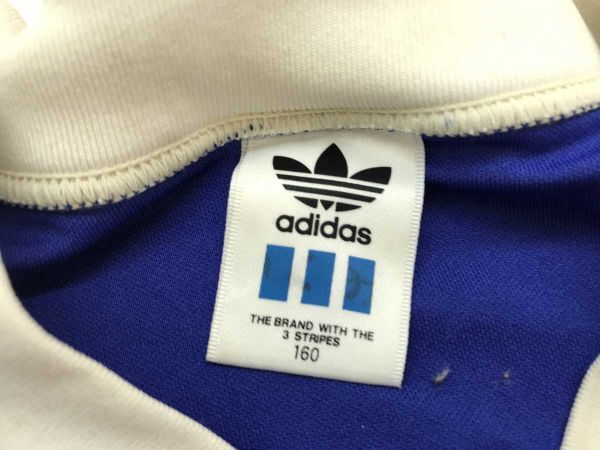 adidas
THE BRAND WITH THE
3 STRIPES
160